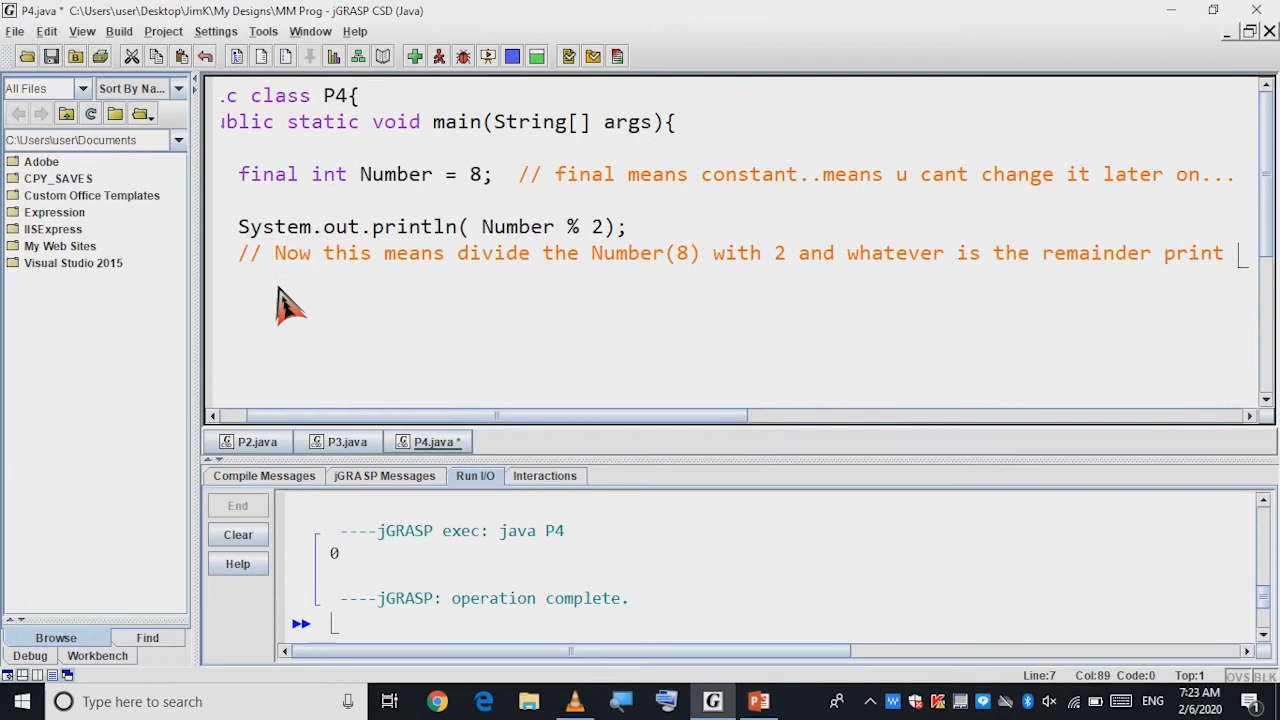 P4.java * - C:\Users\user\Desktop\JimK\My Designs\MM Prog - jGRASP CSD (Java)
File Edit View Build Project Settings Tools Window Help
All Files Sort By Na...
C:\Users\user\Documents
Adobe
CPY_SAVES
Custom Office Templates
Expression
IISExpress
My Web Sites
Visual Studio 2015
Browse Find
Debug Workbench
.c class P4{
ublic static void main(String[] args){
final int Number = 8; // final means constant..means u cant change it later on...
System.out.println( Number % 2);
// Now this means divide the Number(8) with 2 and whatever is the remainder print
P2.java P3.java P4.java *
Compile Messages jGRASP Messages Run I/O Interactions
End
Clear
Help
----jGRASP exec: java P4
0
----jGRASP: operation complete.
Line:7 Col:89 Code:0 Top:1 OVS BLK
Type here to search
ENG
7:23 AM
2/6/2020